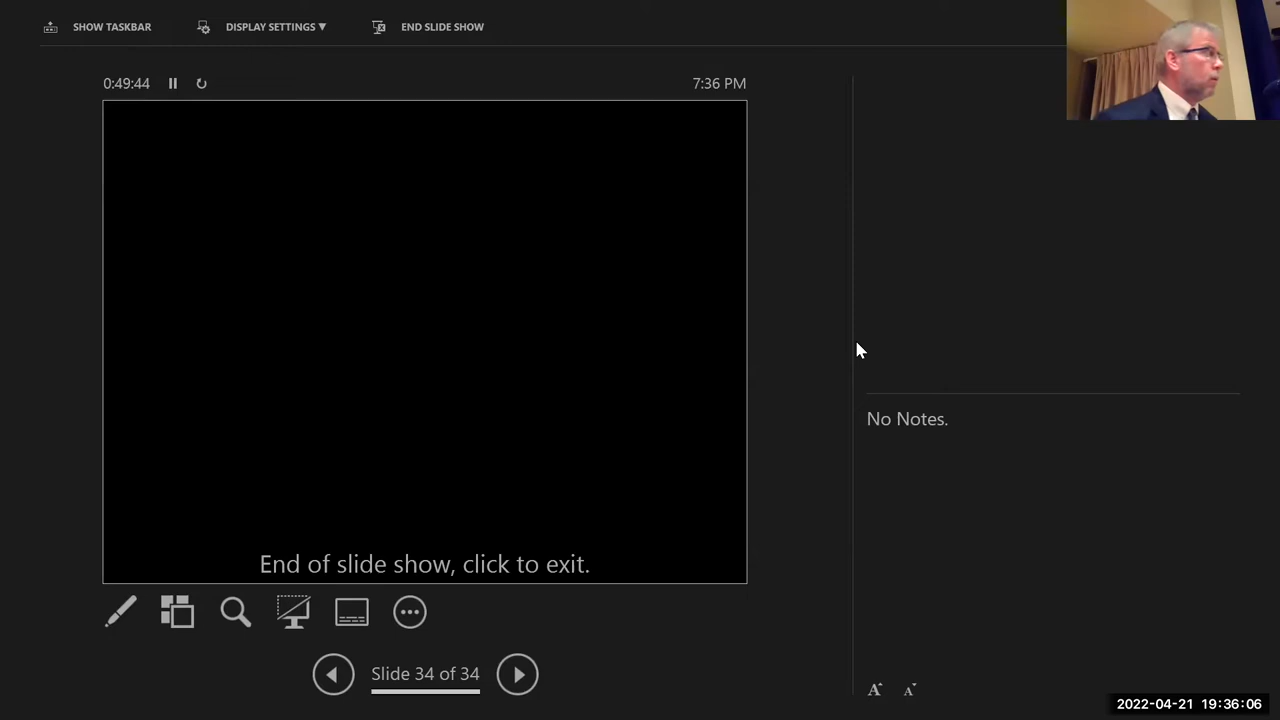 SHOW TASKBAR
DISPLAY SETTINGS ▼
END SLIDE SHOW
0:49:44
7:36 PM
End of slide show, click to exit.
No Notes.
Slide 34 of 34
A A
2022-04-21 19:36:06